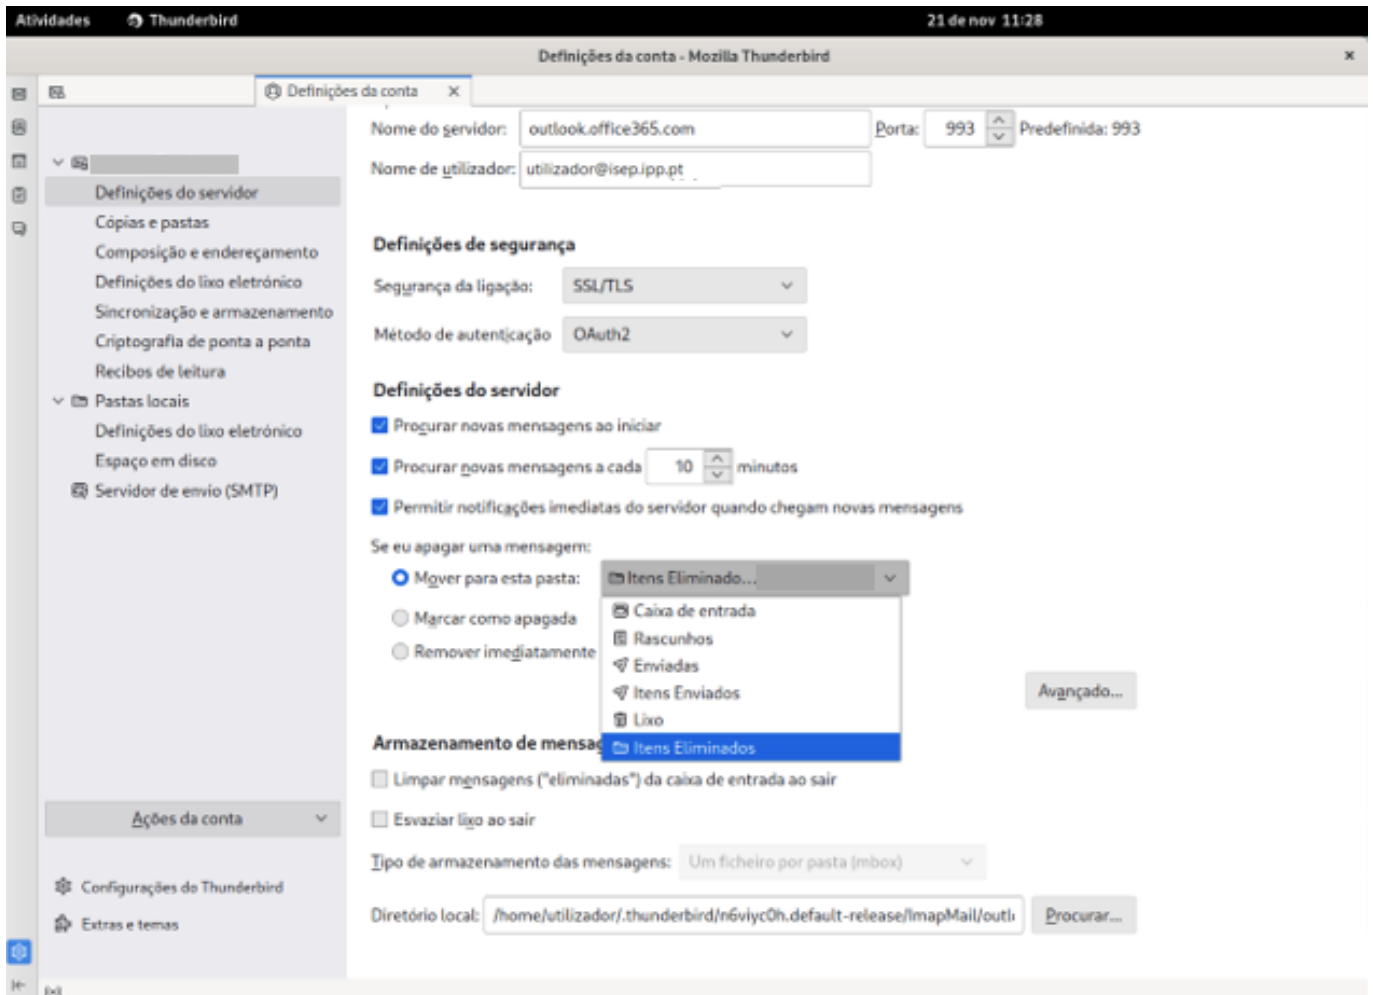 Atividades Thunderbird 21 de nov 11:28
Definições da conta - Mozilla Thunderbird ×
Definições da conta ×
Nome do servidor: outlook.office365.com Porta: 993 Predefinida: 993
Nome de utilizador: utilizador@isep.ipp.pt
Definições do servidor
Cópias e pastas
Composição e endereçamento
Definições do lixo eletrónico
Sincronização e armazenamento
Criptografia de ponta a ponta
Recibos de leitura
Pastas locais
Definições do lixo eletrónico
Espaço em disco
Servidor de envio (SMTP)
Ações da conta
Configurações do Thunderbird
Extras e temas
Definições de segurança
Segurança da ligação: SSL/TLS
Método de autenticação OAuth2
Definições do servidor
Procurar novas mensagens ao iniciar
Procurar novas mensagens a cada 10 minutos
Permitir notificações imediatas do servidor quando chegam novas mensagens
Se eu apagar uma mensagem:
Mover para esta pasta: Itens Eliminado...
Marcar como apagada
Remover imediatamente
Caixa de entrada
Rascunhos
Enviadas
Itens Enviados
Lixo
Itens Eliminados
Avançado...
Armazenamento de mensag
Limpar mensagens ("eliminadas") da caixa de entrada ao sair
Esvaziar lixo ao sair
Tipo de armazenamento das mensagens: Um ficheiro por pasta (mbox)
Diretório local: /home/utilizador/.thunderbird/n6viyc0h.default-release/ImapMail/outl Procurar...